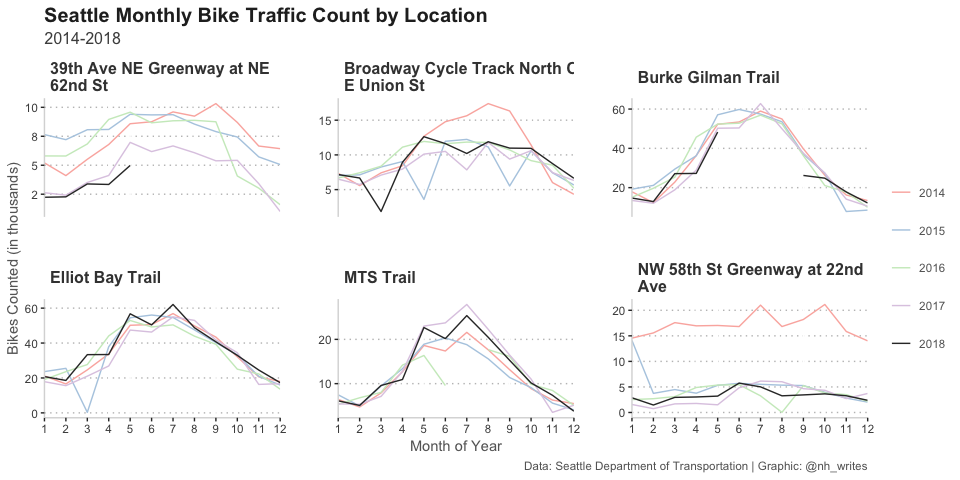 Seattle Monthly Bike Traffic Count by Location
2014-2018
39th Ave NE Greenway at NE
62nd St
Broadway Cycle Track North C
E Union St
Burke Gilman Trail
10
8
5
2
15
10
5
60
40
20
Elliot Bay Trail
MTS Trail
NW 58th St Greenway at 22nd
Ave
60
40
20
0
20
10
20
15
10
5
0
1 2 3 4 5 6 7 8 9 10 11 12
1 2 3 4 5 6 7 8 9 10 11 12
1 2 3 4 5 6 7 8 9 10 11 12
Bikes Counted (in thousands)
Month of Year
2014
2015
2016
2017
2018
Data: Seattle Department of Transportation | Graphic: @nh_writes